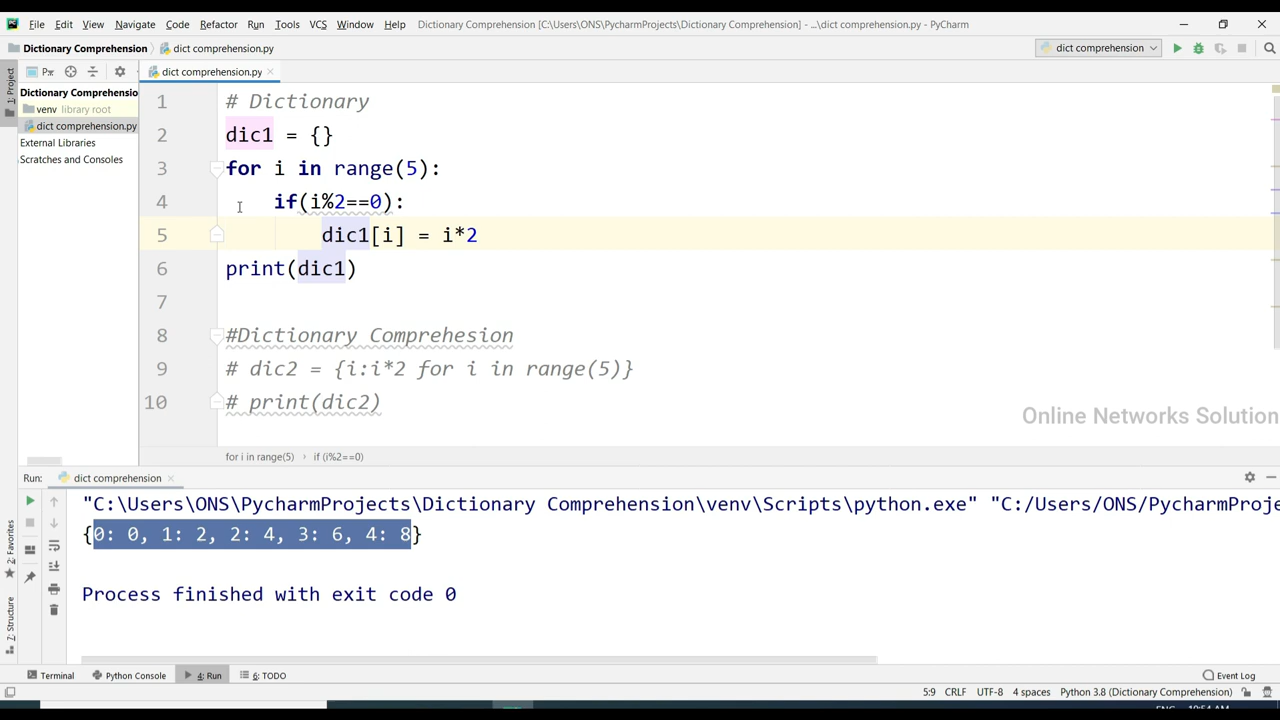 File Edit View Navigate Code Refactor Run Tools VCS Window Help Dictionary Comprehension [C:\Users\ONS\PycharmProjects\Dictionary Comprehension] - ...\dict comprehension.py - PyCharm
Dictionary Comprehension dict comprehension.py dict comprehension
1: Project
dict comprehension.py
Dictionary Comprehensio
venv library root
dict comprehension.py
External Libraries
Scratches and Consoles
1 # Dictionary
2 dic1 = {}
3 for i in range(5):
4 if(i%2==0):
5 dic1[i] = i*2
6 print(dic1)
7
8 #Dictionary Comprehesion
9 # dic2 = {i:i*2 for i in range(5)}
10 # print(dic2)
Online Networks Solution
for i in range(5) › if (i%2==0)
Run: dict comprehension
"C:\Users\ONS\PycharmProjects\Dictionary Comprehension\venv\Scripts\python.exe" "C:/Users/ONS/PycharmProje
{0: 0, 1: 2, 2: 4, 3: 6, 4: 8}
Process finished with exit code 0
2: Favorites
7: Structure
Terminal Python Console 4: Run 6: TODO Event Log
5:9 CRLF UTF-8 4 spaces Python 3.8 (Dictionary Comprehension)